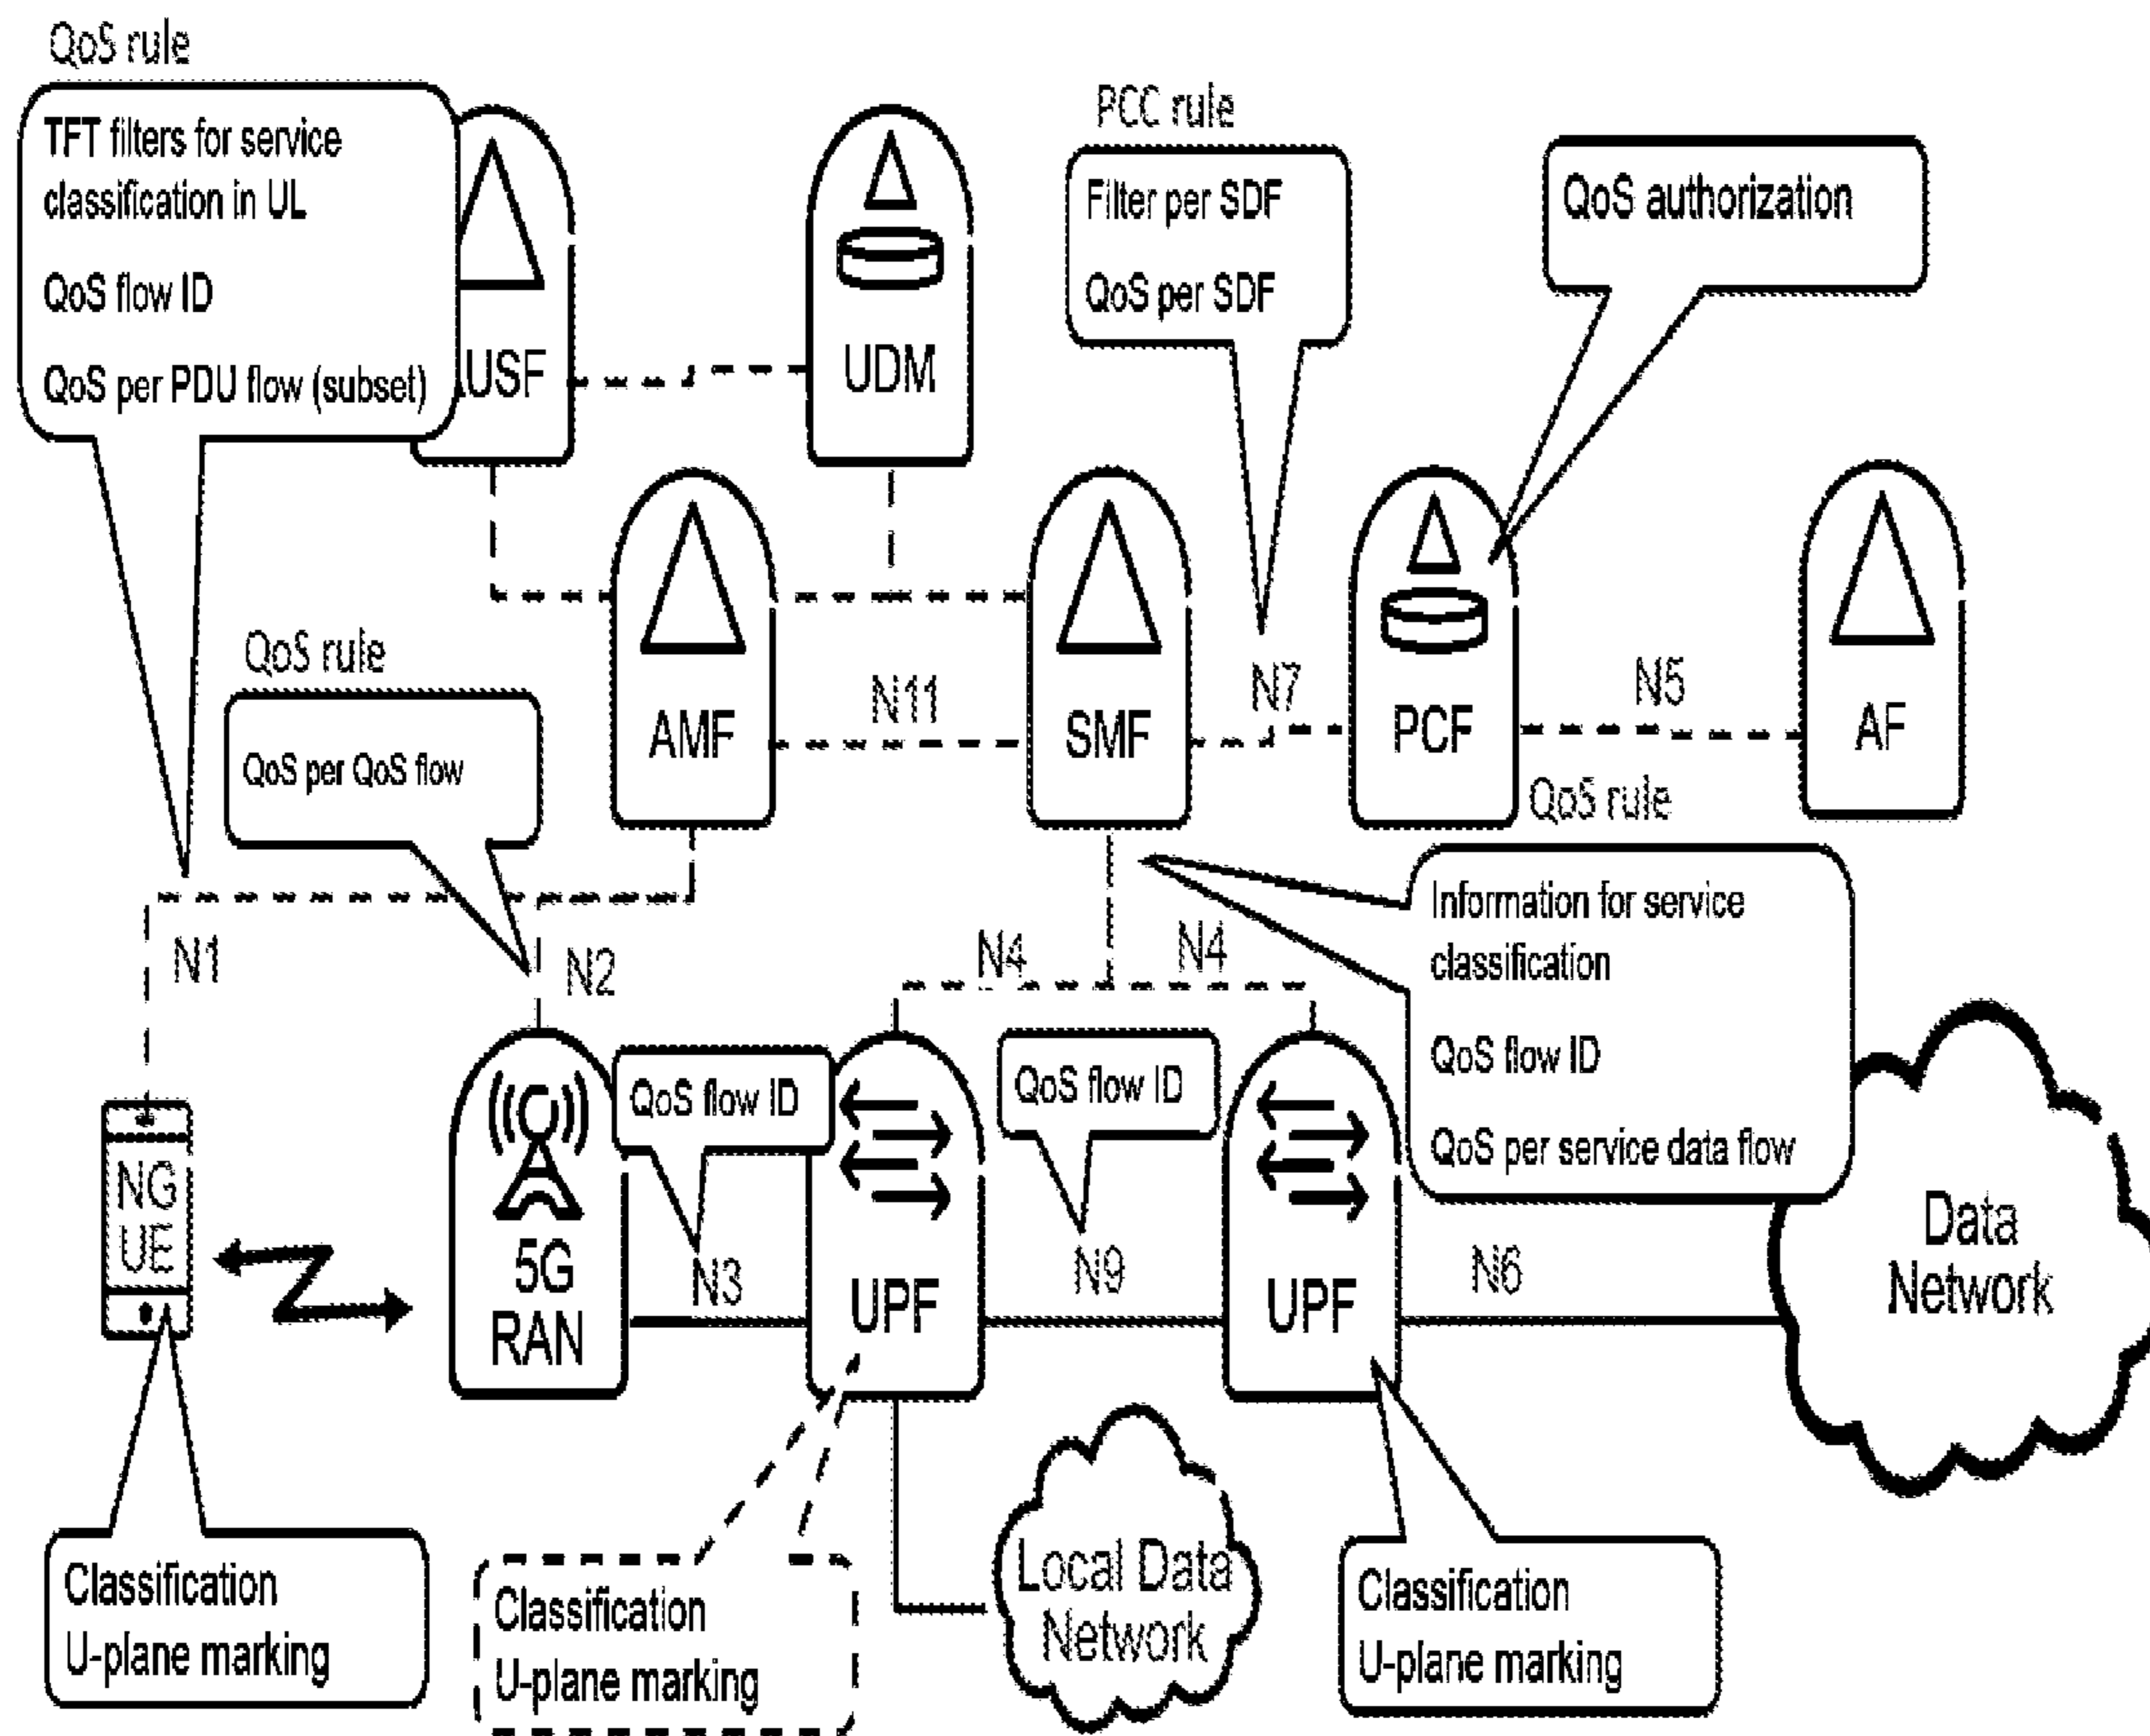 QoS rule
TFT filters for service
classification in UL
QoS flow ID
QoS per PDU flow (subset)
AUSF
UDM
PCC rule
Filter per SDF
QoS per SDF
QoS authorization
QoS rule
QoS per QoS flow
AMF
N11
SMF
N7
PCF
N5
AF
QoS rule
Information for service
classification
QoS flow ID
QoS per service data flow
N1
N2
N4
N4
NG
UE
5G
RAN
QoS flow ID
N3
UPF
QoS flow ID
N9
UPF
N6
Data
Network
Local Data
Network
Classification
U-plane marking
Classification
U-plane marking
Classification
U-plane marking